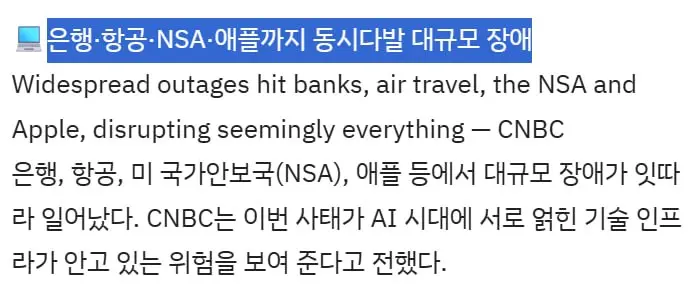 💻은행·항공·NSA·애플까지 동시다발 대규모 장애
Widespread outages hit banks, air travel, the NSA and
Apple, disrupting seemingly everything — CNBC
은행, 항공, 미 국가안보국(NSA), 애플 등에서 대규모 장애가 잇따
라 일어났다. CNBC는 이번 사태가 AI 시대에 서로 얽힌 기술 인프
라가 안고 있는 위험을 보여 준다고 전했다.